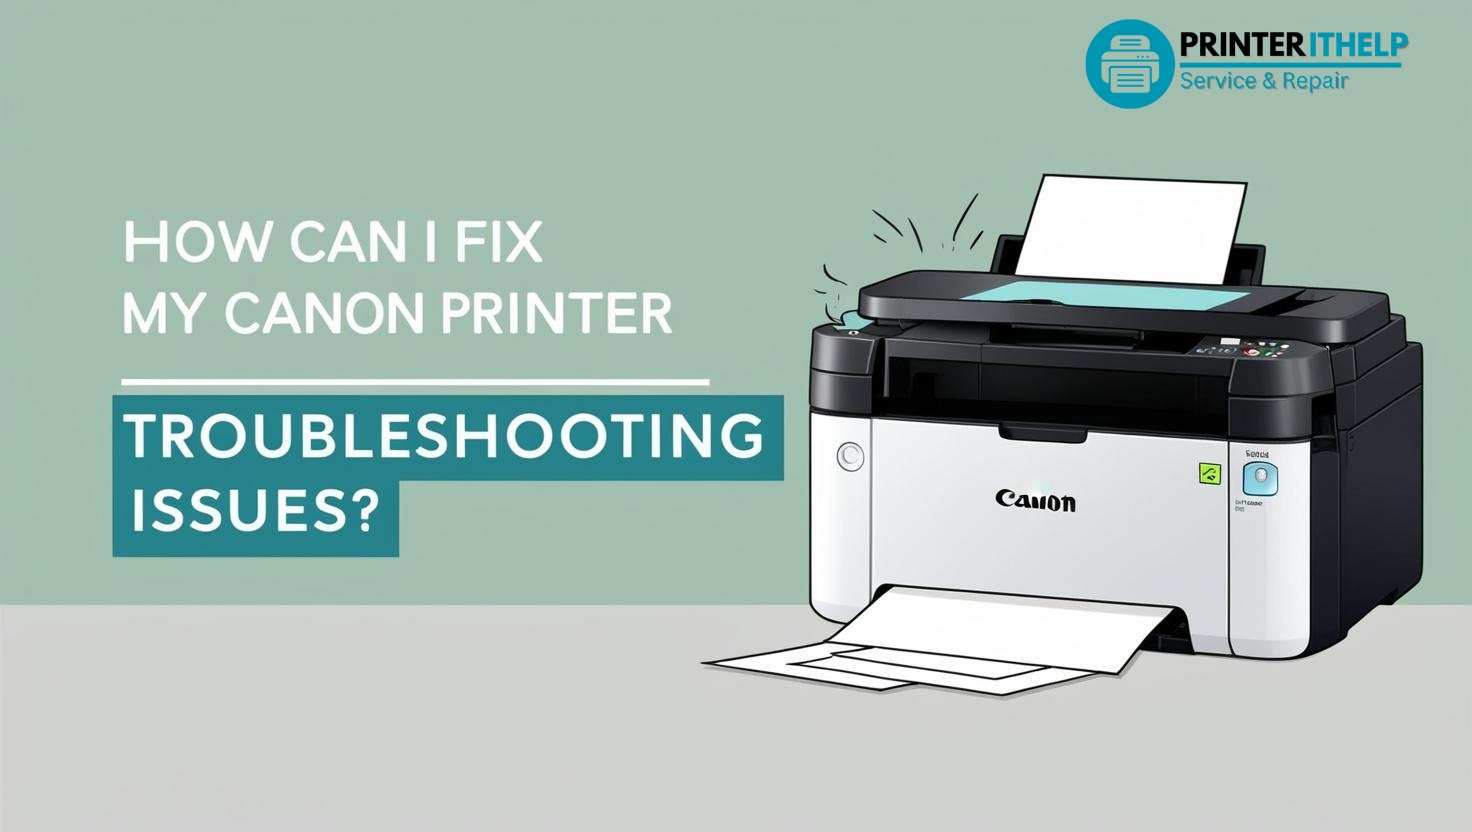 PRINTER ITHELP
Service & Repair
HOW CAN I FIX
MY CANON PRINTER
TROUBLESHOOTING
ISSUES?
Canon